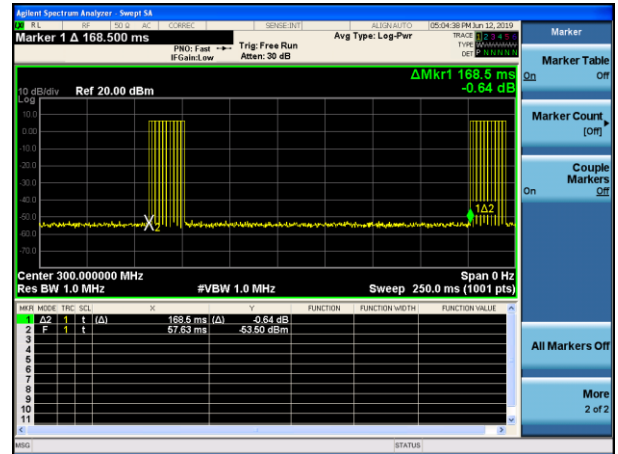 Agilent Spectrum Analyzer - Swept SA
RL RF 50 Ω AC CORREC SENSE:INT ALIGN AUTO 05:04:38 PM Jun 12, 2019
Marker 1 Δ 168.500 ms
PNO: Fast
IFGain:Low
Trig: Free Run
Atten: 30 dB
Avg Type: Log-Pwr
TRACE 1 2 3 4 5 6
TYPE
DET P N N N N N
Marker
ΔMkr1 168.5 ms
-0.64 dB
10 dB/div Ref 20.00 dBm
Log
10.0
0.00
-10.0
-20.0
-30.0
-40.0
-50.0
-60.0
-70.0
1Δ2
X2
Center 300.000000 MHz Span 0 Hz
Res BW 1.0 MHz #VBW 1.0 MHz Sweep 250.0 ms (1001 pts)
MKR MODE TRC SCL X Y FUNCTION FUNCTION WIDTH FUNCTION VALUE
1 Δ2 1 t (Δ) 168.5 ms (Δ) -0.64 dB
2 F 1 t 57.63 ms -53.50 dBm
3
4
5
6
7
8
9
10
11
Marker Table
On Off
Marker Count
[Off]
Couple
Markers
On Off
All Markers Off
More
2 of 2
MSG STATUS